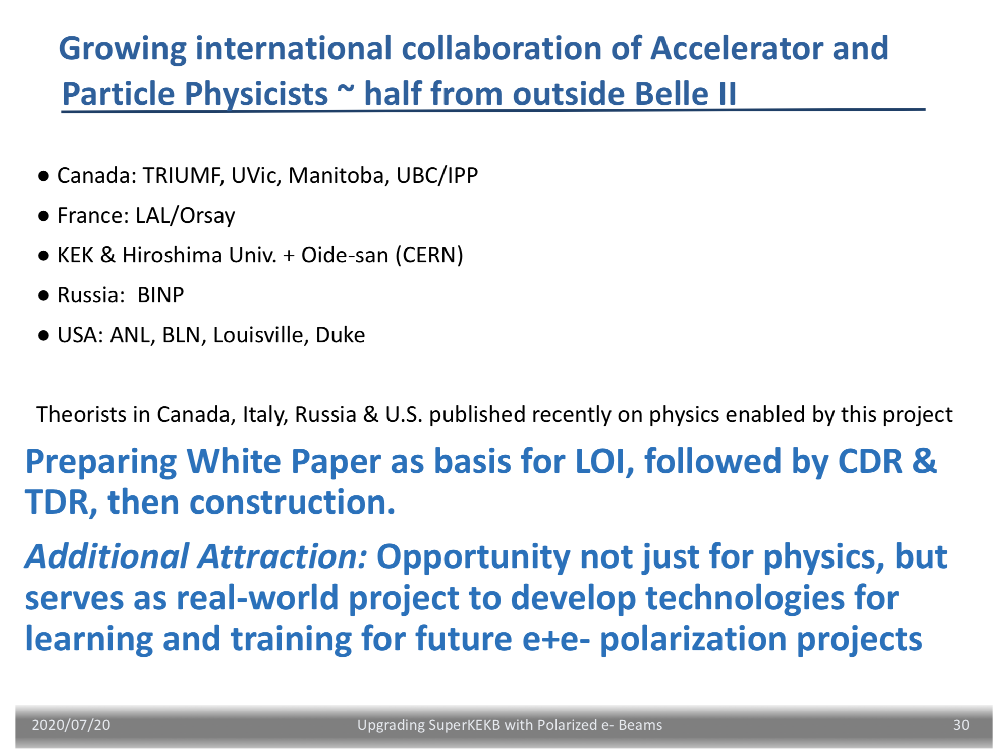 Growing international collaboration of Accelerator and
Particle Physicists ~ half from outside Belle II
● Canada: TRIUMF, UVic, Manitoba, UBC/IPP
● France: LAL/Orsay
● KEK & Hiroshima Univ. + Oide-san (CERN)
● Russia:  BINP
● USA: ANL, BLN, Louisville, Duke
Theorists in Canada, Italy, Russia & U.S. published recently on physics enabled by this project
Preparing White Paper as basis for LOI, followed by CDR &
TDR, then construction.
Additional Attraction: Opportunity not just for physics, but
serves as real-world project to develop technologies for
learning and training for future e+e- polarization projects
2020/07/20 Upgrading SuperKEKB with Polarized e- Beams 30